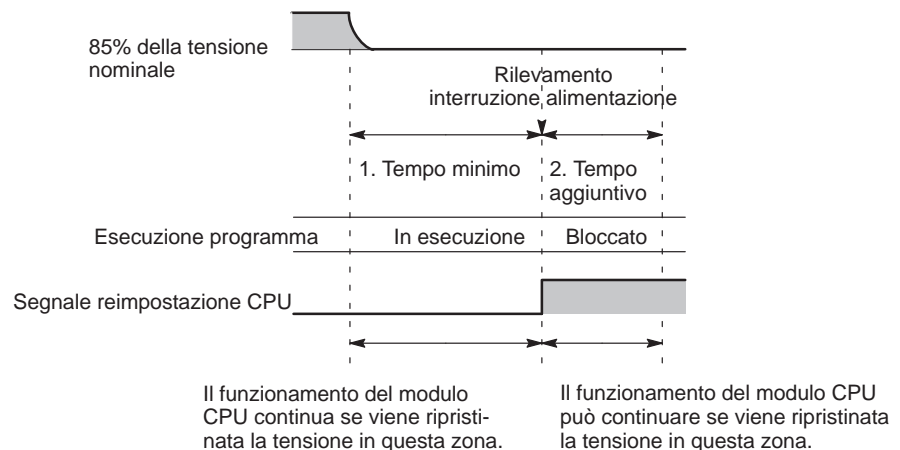 85% della tensione
nominale
Rilevamento
interruzione alimentazione
1. Tempo minimo
2. Tempo
aggiuntivo
Esecuzione programma
In esecuzione
Bloccato
Segnale reimpostazione CPU
Il funzionamento del modulo
CPU continua se viene ripristi-
nata la tensione in questa zona.
Il funzionamento del modulo CPU
può continuare se viene ripristinata
la tensione in questa zona.